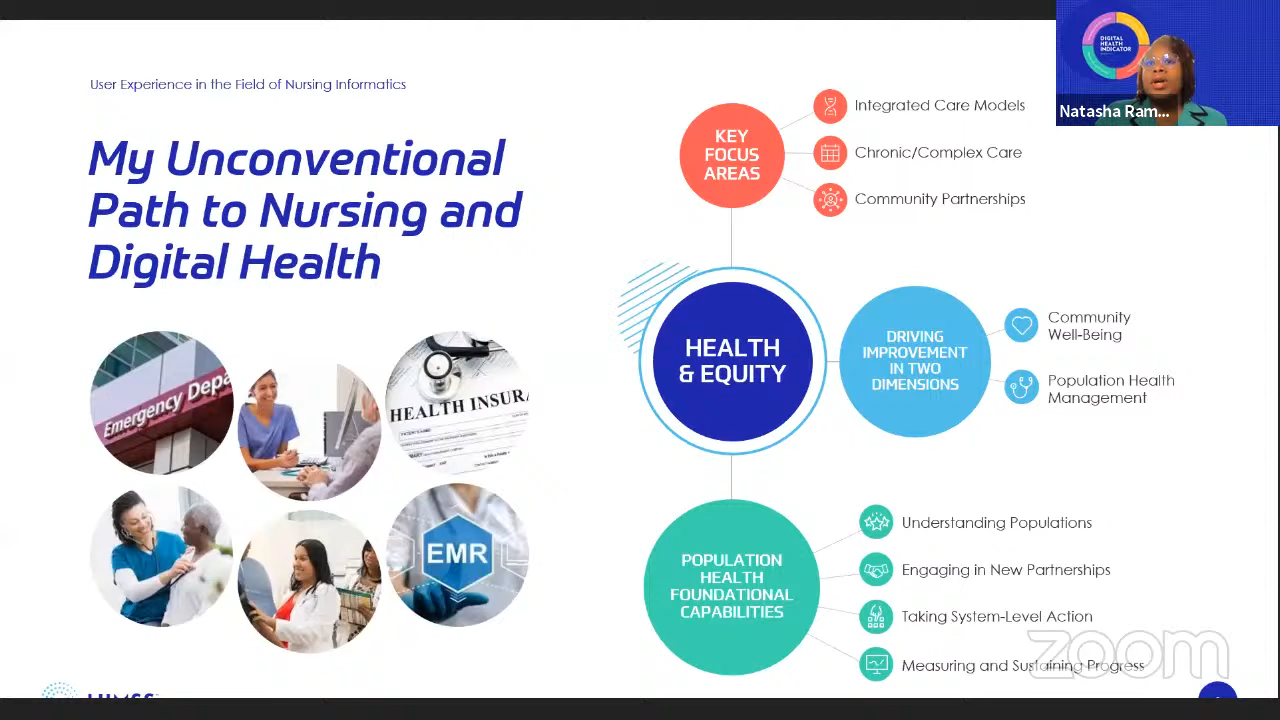 User Experience in the Field of Nursing Informatics
My Unconventional
Path to Nursing and
Digital Health
Emergency Depa
HEALTH INSUR
EMR
KEY
FOCUS
AREAS
Integrated Care Models
Chronic/Complex Care
Community Partnerships
HEALTH
& EQUITY
DRIVING
IMPROVEMENT
IN TWO
DIMENSIONS
Community
Well-Being
Population Health
Management
POPULATION
HEALTH
FOUNDATIONAL
CAPABILITIES
Understanding Populations
Engaging in New Partnerships
Taking System-Level Action
Measuring and Sustaining Progress
DIGITAL
HEALTH
INDICATOR
Natasha Ram...
zoom